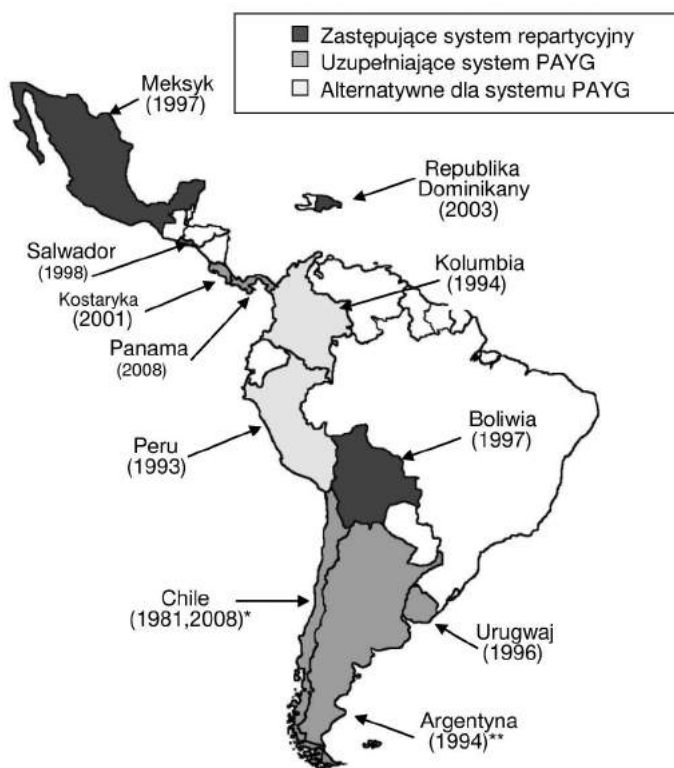 Zastępujące system repartycyjny
Uzupełniające system PAYG
Alternatywne dla systemu PAYG
Meksyk
(1997)
Republika
Dominikany
(2003)
Salwador
(1998)
Kolumbia
(1994)
Kostaryka
(2001)
Panama
(2008)
Peru
(1993)
Boliwia
(1997)
Chile
(1981,2008)*
Urugwaj
(1996)
Argentyna
(1994)**